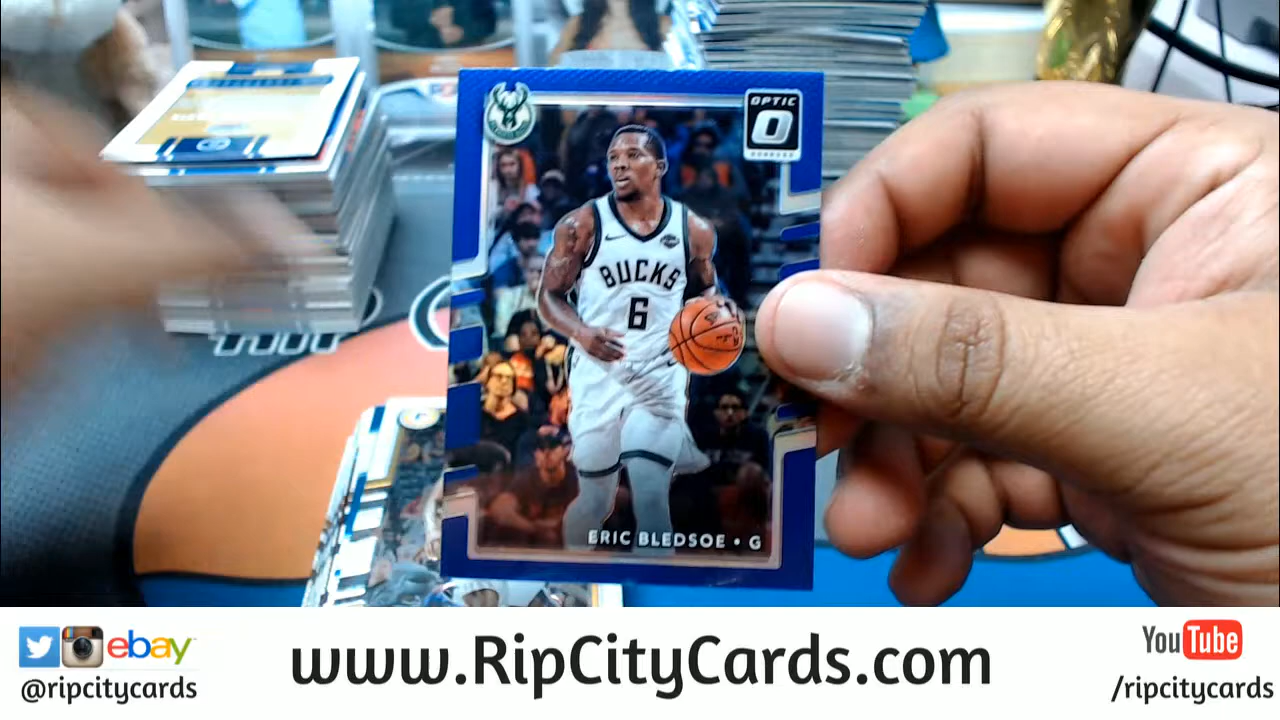 OPTIC
BUCKS
6
ERIC BLEDSOE • G
ebay
@ripcitycards
www.RipCityCards.com
YouTube
/ripcitycards